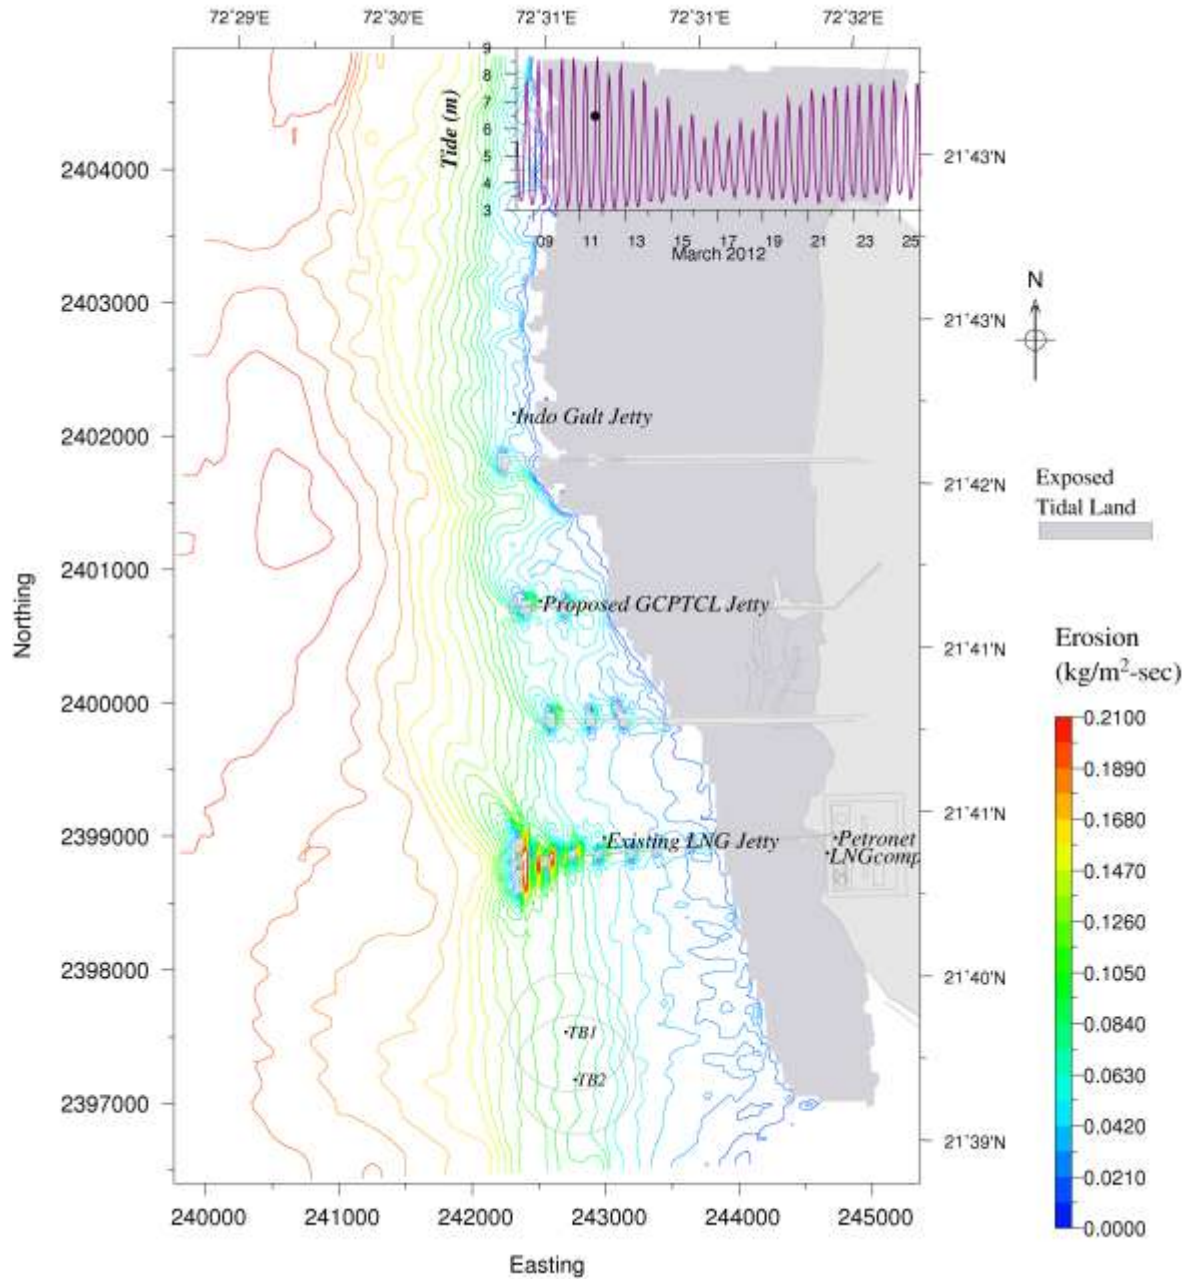 72°29'E 72°30'E 72°31'E 72°31'E 72°32'E
9
8
7
6
5
4
3
Tide (m)
09 11 13 15 17 19 21 23 25
March 2012
2404000
2403000
2402000
2401000
2400000
2399000
2398000
2397000
Northing
21°43'N
21°43'N
21°42'N
21°41'N
21°41'N
21°40'N
21°39'N
Indo Gult Jetty
Proposed GCPTCL Jetty
Existing LNG Jetty
Petronet
LNGcomp
TB1
TB2
240000 241000 242000 243000 244000 245000
Easting
N
Exposed
Tidal Land
Erosion
(kg/m²-sec)
0.2100
0.1890
0.1680
0.1470
0.1260
0.1050
0.0840
0.0630
0.0420
0.0210
0.0000